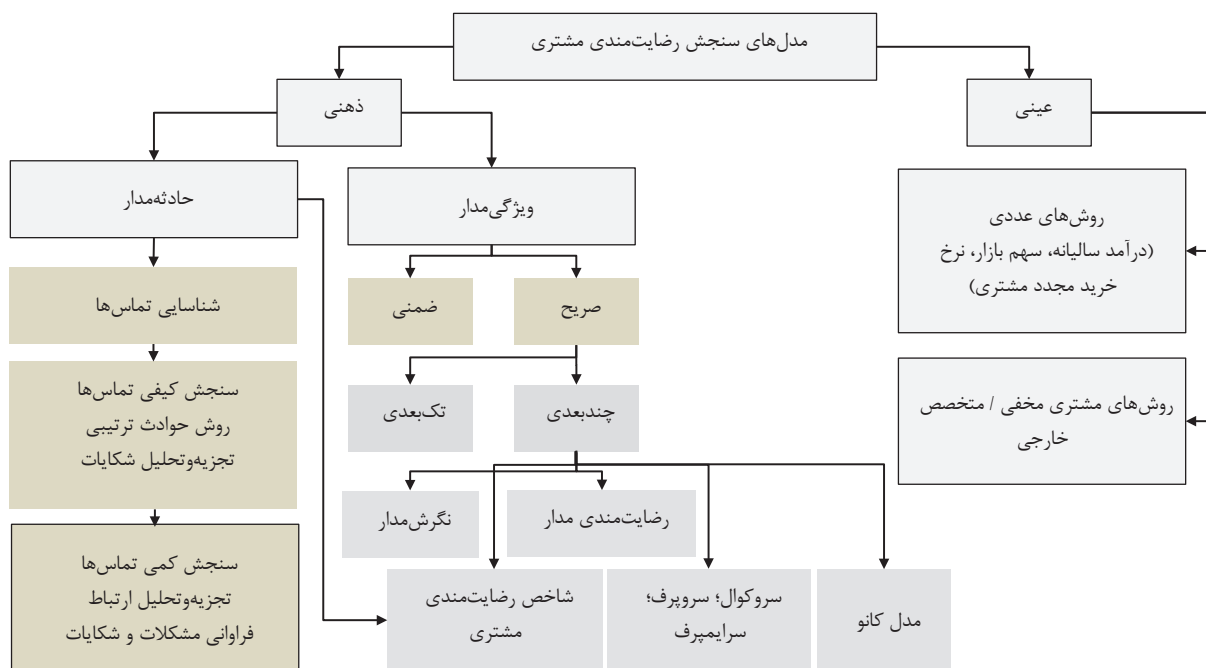 مدل‌های سنجش رضایت‌مندی مشتری
عینی
ذهنی
روش‌های عددی
(درآمد سالیانه، سهم بازار، نرخ
خرید مجدد مشتری)
روش‌های مشتری مخفی / متخصص
خارجی
ویژگی‌مدار
حادثه‌مدار
صریح
ضمنی
شناسایی تماس‌ها
چندبعدی
تک‌بعدی
سنجش کیفی تماس‌ها
روش حوادث ترتیبی
تجزیه‌وتحلیل شکایات
رضایت‌مندی مدار
نگرش‌مدار
سنجش کمی تماس‌ها
تجزیه‌وتحلیل ارتباط
فراوانی مشکلات و شکایات
مدل کانو
سروکوال؛ سروپرف؛
سرایمپرف
شاخص رضایت‌مندی
مشتری